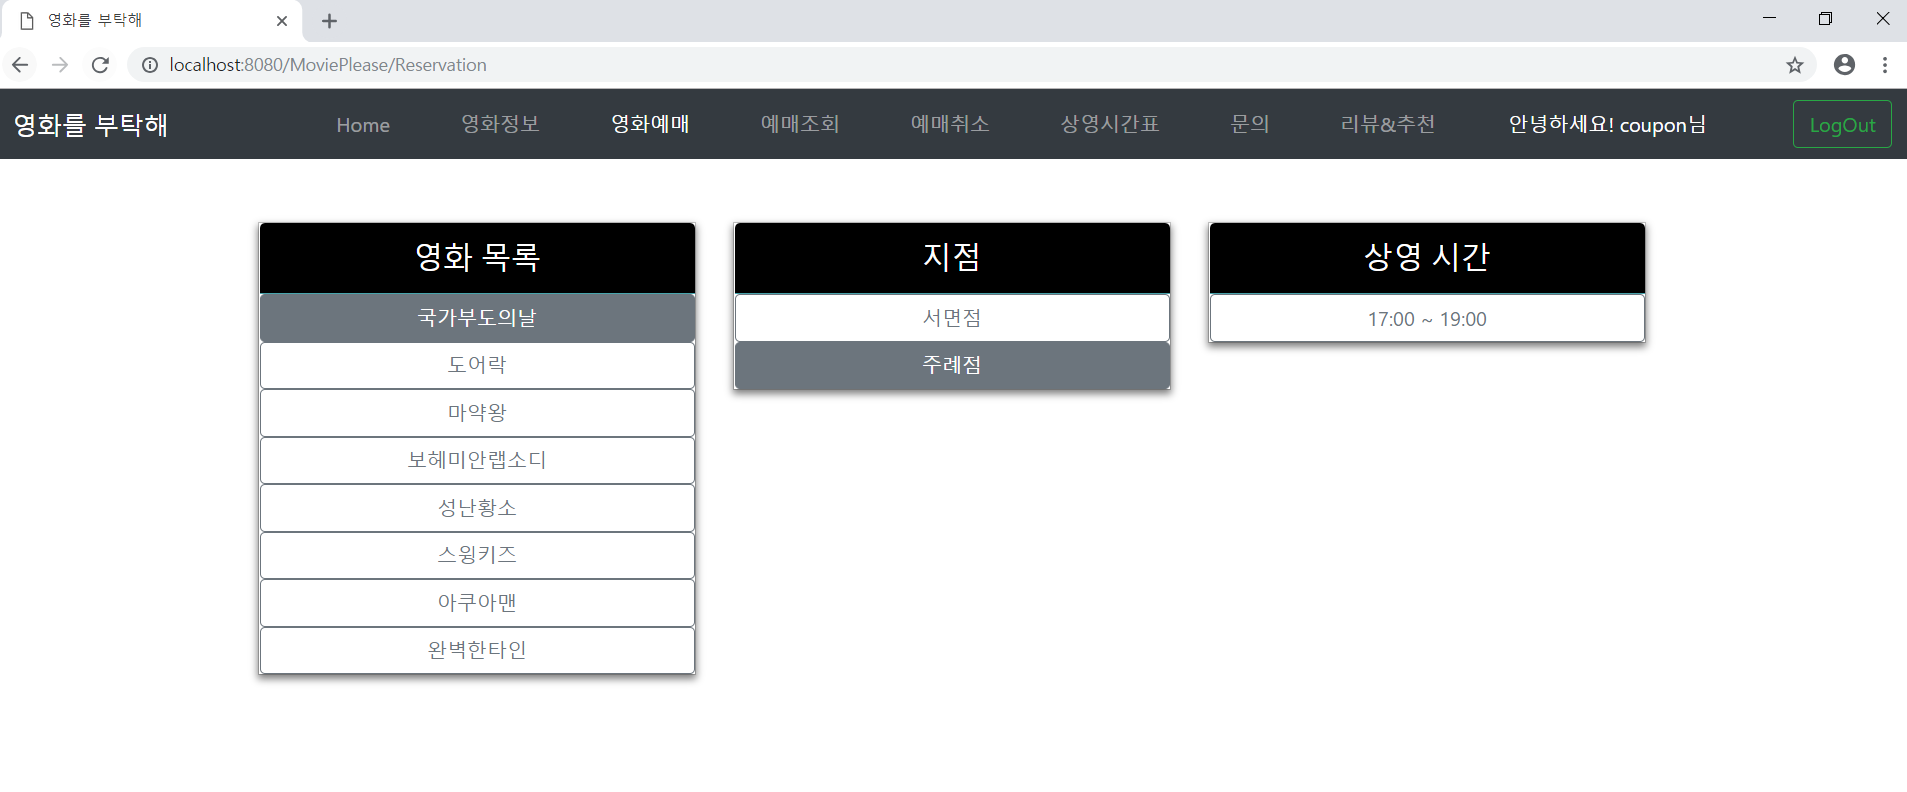 영화를 부탁해
localhost:8080/MoviePlease/Reservation
영화를 부탁해 Home 영화정보 영화예매 예매조회 예매취소 상영시간표 문의 리뷰&추천 안녕하세요! coupon님 LogOut
영화 목록
국가부도의날
도어락
마약왕
보헤미안랩소디
성난황소
스윙키즈
아쿠아맨
완벽한타인
지점
서면점
주례점
상영 시간
17:00 ~ 19:00